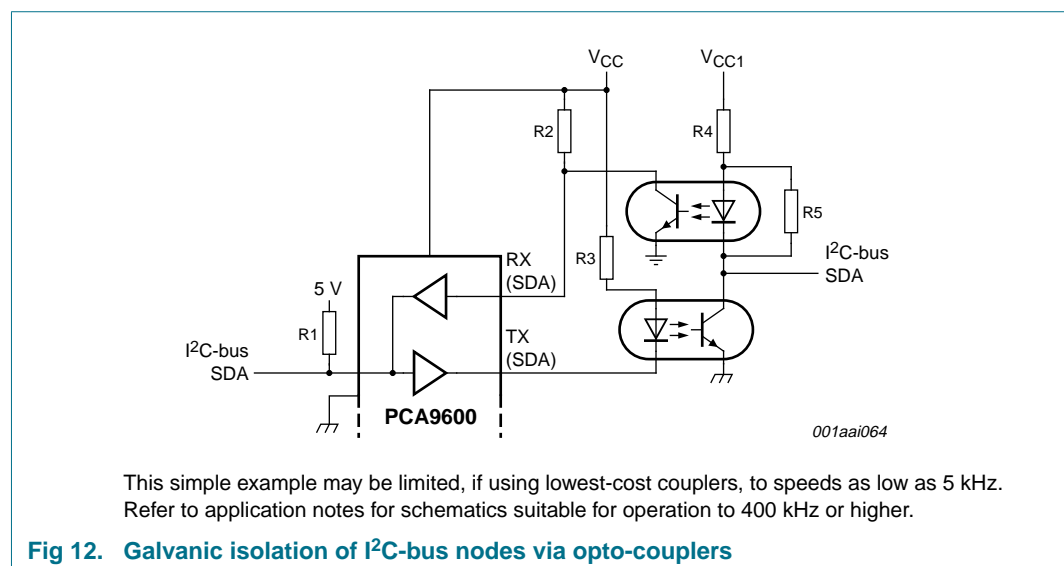 VCC
VCC1
R2
R4
R5
R3
I2C-bus
SDA
RX
(SDA)
5 V
R1
TX
(SDA)
I2C-bus
SDA
PCA9600
001aai064
This simple example may be limited, if using lowest-cost couplers, to speeds as low as 5 kHz.
Refer to application notes for schematics suitable for operation to 400 kHz or higher.
Fig 12. Galvanic isolation of I2C-bus nodes via opto-couplers